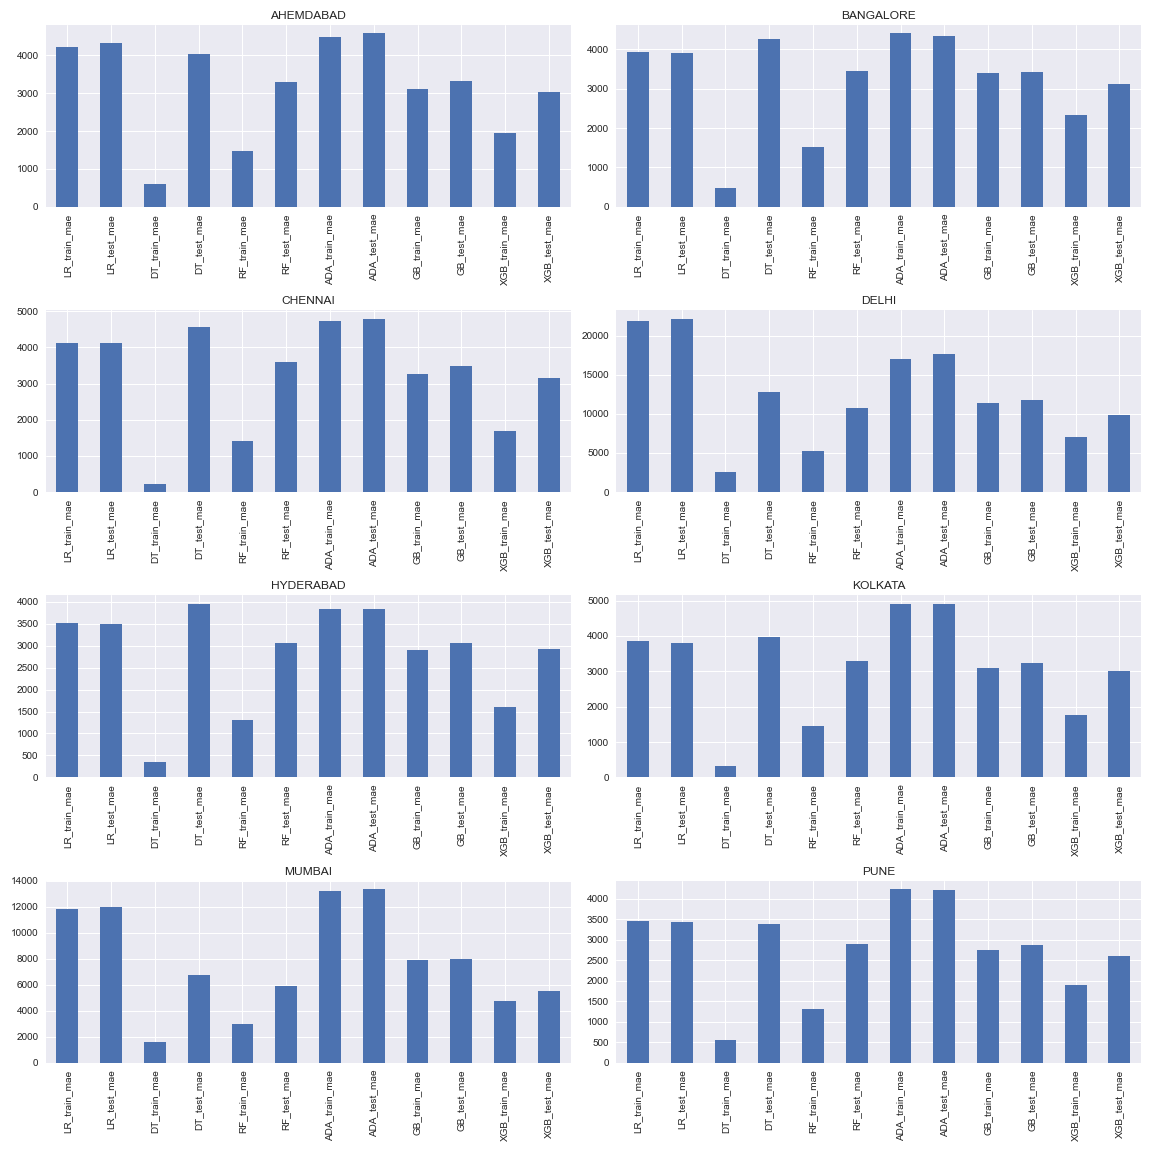 AHEMDABAD
4000
3000
2000
1000
0
LR_train_mae
LR_test_mae
DT_train_mae
DT_test_mae
RF_train_mae
RF_test_mae
ADA_train_mae
ADA_test_mae
GB_train_mae
GB_test_mae
XGB_train_mae
XGB_test_mae
BANGALORE
4000
3000
2000
1000
0
LR_train_mae
LR_test_mae
DT_train_mae
DT_test_mae
RF_train_mae
RF_test_mae
ADA_train_mae
ADA_test_mae
GB_train_mae
GB_test_mae
XGB_train_mae
XGB_test_mae
CHENNAI
5000
4000
3000
2000
1000
0
LR_train_mae
LR_test_mae
DT_train_mae
DT_test_mae
RF_train_mae
RF_test_mae
ADA_train_mae
ADA_test_mae
GB_train_mae
GB_test_mae
XGB_train_mae
XGB_test_mae
DELHI
20000
15000
10000
5000
0
LR_train_mae
LR_test_mae
DT_train_mae
DT_test_mae
RF_train_mae
RF_test_mae
ADA_train_mae
ADA_test_mae
GB_train_mae
GB_test_mae
XGB_train_mae
XGB_test_mae
HYDERABAD
4000
3500
3000
2500
2000
1500
1000
500
0
LR_train_mae
LR_test_mae
DT_train_mae
DT_test_mae
RF_train_mae
RF_test_mae
ADA_train_mae
ADA_test_mae
GB_train_mae
GB_test_mae
XGB_train_mae
XGB_test_mae
KOLKATA
5000
4000
3000
2000
1000
0
LR_train_mae
LR_test_mae
DT_train_mae
DT_test_mae
RF_train_mae
RF_test_mae
ADA_train_mae
ADA_test_mae
GB_train_mae
GB_test_mae
XGB_train_mae
XGB_test_mae
MUMBAI
14000
12000
10000
8000
6000
4000
2000
0
LR_train_mae
LR_test_mae
DT_train_mae
DT_test_mae
RF_train_mae
RF_test_mae
ADA_train_mae
ADA_test_mae
GB_train_mae
GB_test_mae
XGB_train_mae
XGB_test_mae
PUNE
4000
3500
3000
2500
2000
1500
1000
500
0
LR_train_mae
LR_test_mae
DT_train_mae
DT_test_mae
RF_train_mae
RF_test_mae
ADA_train_mae
ADA_test_mae
GB_train_mae
GB_test_mae
XGB_train_mae
XGB_test_mae